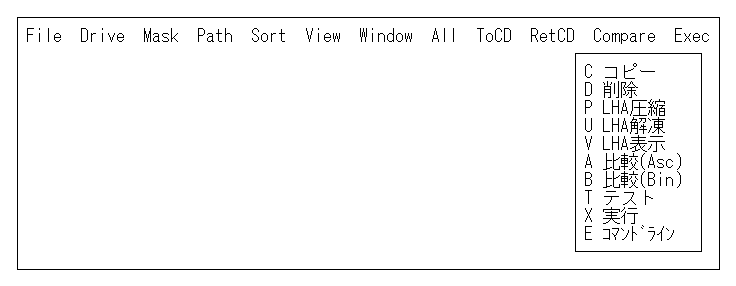 File Drive Mask Path Sort View Window All ToCD RetCD Compare Exec
C コピー
D 削除
P LHA圧縮
U LHA解凍
V LHA表示
A 比較(Asc)
B 比較(Bin)
T テスト
X 実行
E ｺﾏﾝﾄﾞﾗｲﾝ